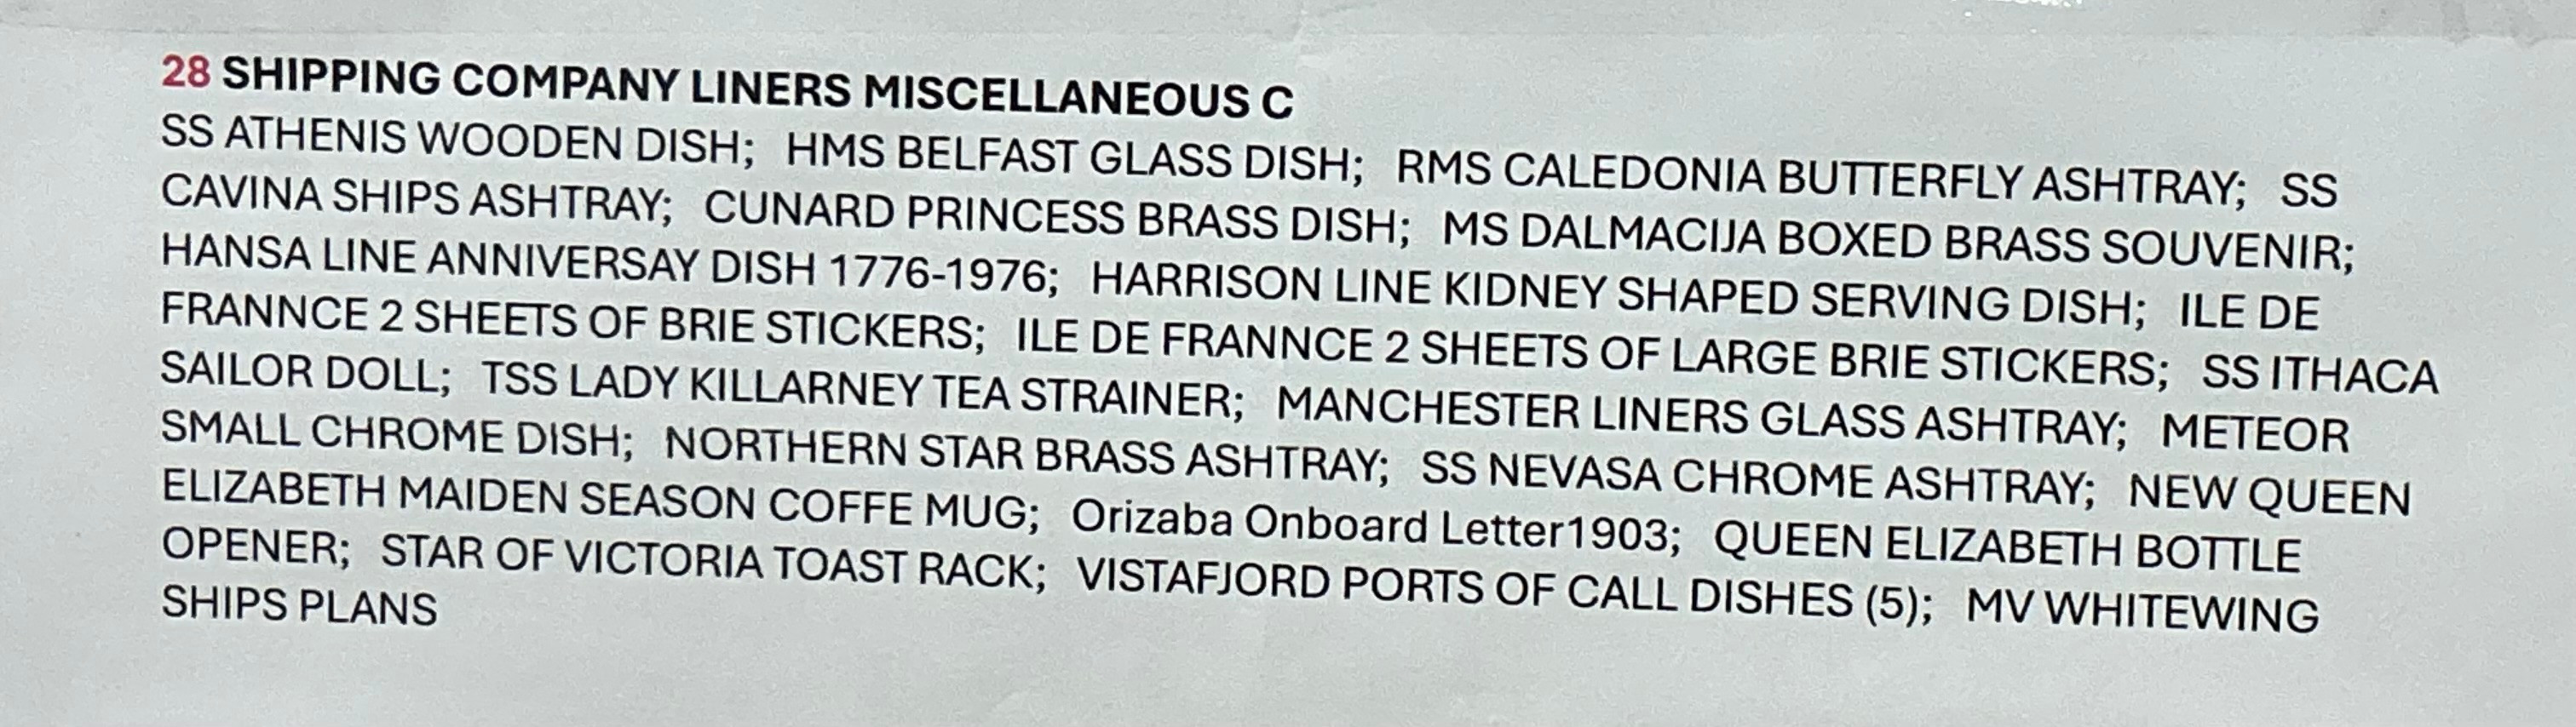 28 SHIPPING COMPANY LINERS MISCELLANEOUS C
SS ATHENIS WOODEN DISH; HMS BELFAST GLASS DISH; RMS CALEDONIA BUTTERFLY ASHTRAY; SS
CAVINA SHIPS ASHTRAY; CUNARD PRINCESS BRASS DISH; MS DALMACIJA BOXED BRASS SOUVENIR;
HANSA LINE ANNIVERSAY DISH 1776-1976; HARRISON LINE KIDNEY SHAPED SERVING DISH; ILE DE
FRANNCE 2 SHEETS OF BRIE STICKERS; ILE DE FRANNCE 2 SHEETS OF LARGE BRIE STICKERS; SS ITHACA
SAILOR DOLL; TSS LADY KILLARNEY TEA STRAINER; MANCHESTER LINERS GLASS ASHTRAY; METEOR
SMALL CHROME DISH; NORTHERN STAR BRASS ASHTRAY; SS NEVASA CHROME ASHTRAY; NEW QUEEN
ELIZABETH MAIDEN SEASON COFFE MUG; Orizaba Onboard Letter1903; QUEEN ELIZABETH BOTTLE
OPENER; STAR OF VICTORIA TOAST RACK; VISTAFJORD PORTS OF CALL DISHES (5); MV WHITEWING
SHIPS PLANS